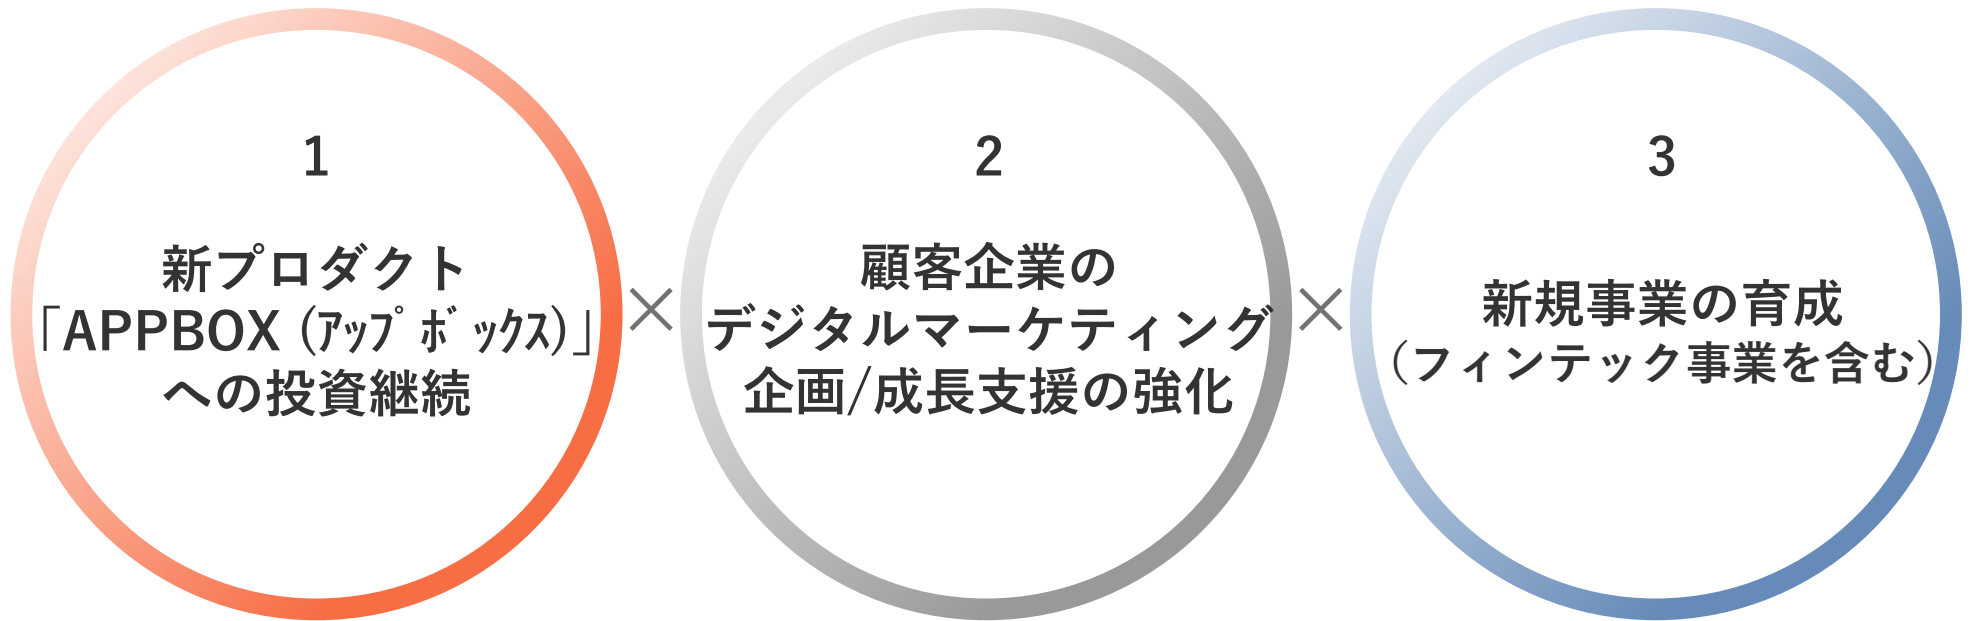 1
新プロダクト
「APPBOX (ｱｯﾌﾟﾎﾞｯｸｽ)」
への投資継続
×
2
顧客企業の
デジタルマーケティング
企画/成長支援の強化
×
3
新規事業の育成
（フィンテック事業を含む）